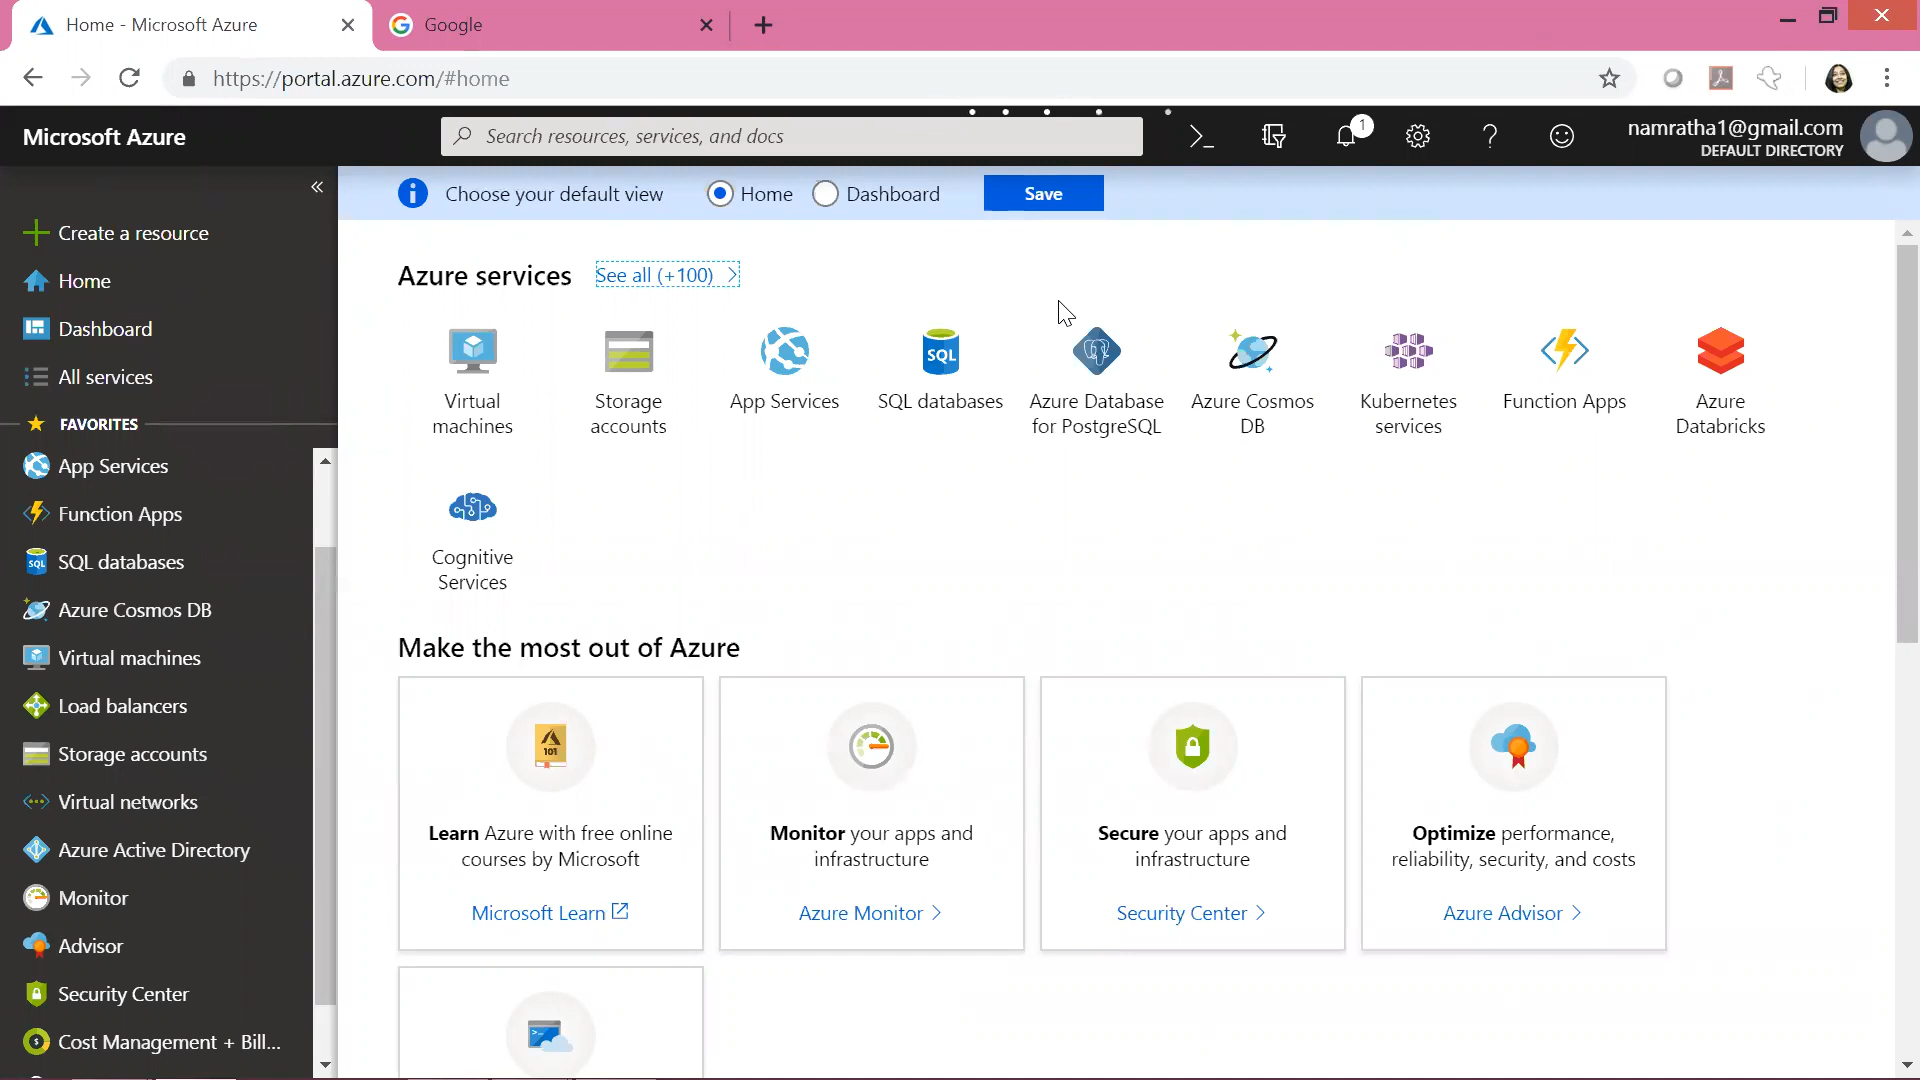 Home - Microsoft Azure
Google
https://portal.azure.com/#home
Microsoft Azure
Search resources, services, and docs
1
namratha1@gmail.com
DEFAULT DIRECTORY
Choose your default view
Home
Dashboard
Save
Create a resource
Home
Dashboard
All services
FAVORITES
App Services
Function Apps
SQL databases
Azure Cosmos DB
Virtual machines
Load balancers
Storage accounts
Virtual networks
Azure Active Directory
Monitor
Advisor
Security Center
Cost Management + Bill...
Azure services
See all (+100)
Virtual
machines
Storage
accounts
App Services
SQL
SQL databases
Azure Database
for PostgreSQL
Azure Cosmos
DB
Kubernetes
services
Function Apps
Azure
Databricks
Cognitive
Services
Make the most out of Azure
101
Learn Azure with free online
courses by Microsoft
Microsoft Learn
Monitor your apps and
infrastructure
Azure Monitor
Secure your apps and
infrastructure
Security Center
Optimize performance,
reliability, security, and costs
Azure Advisor